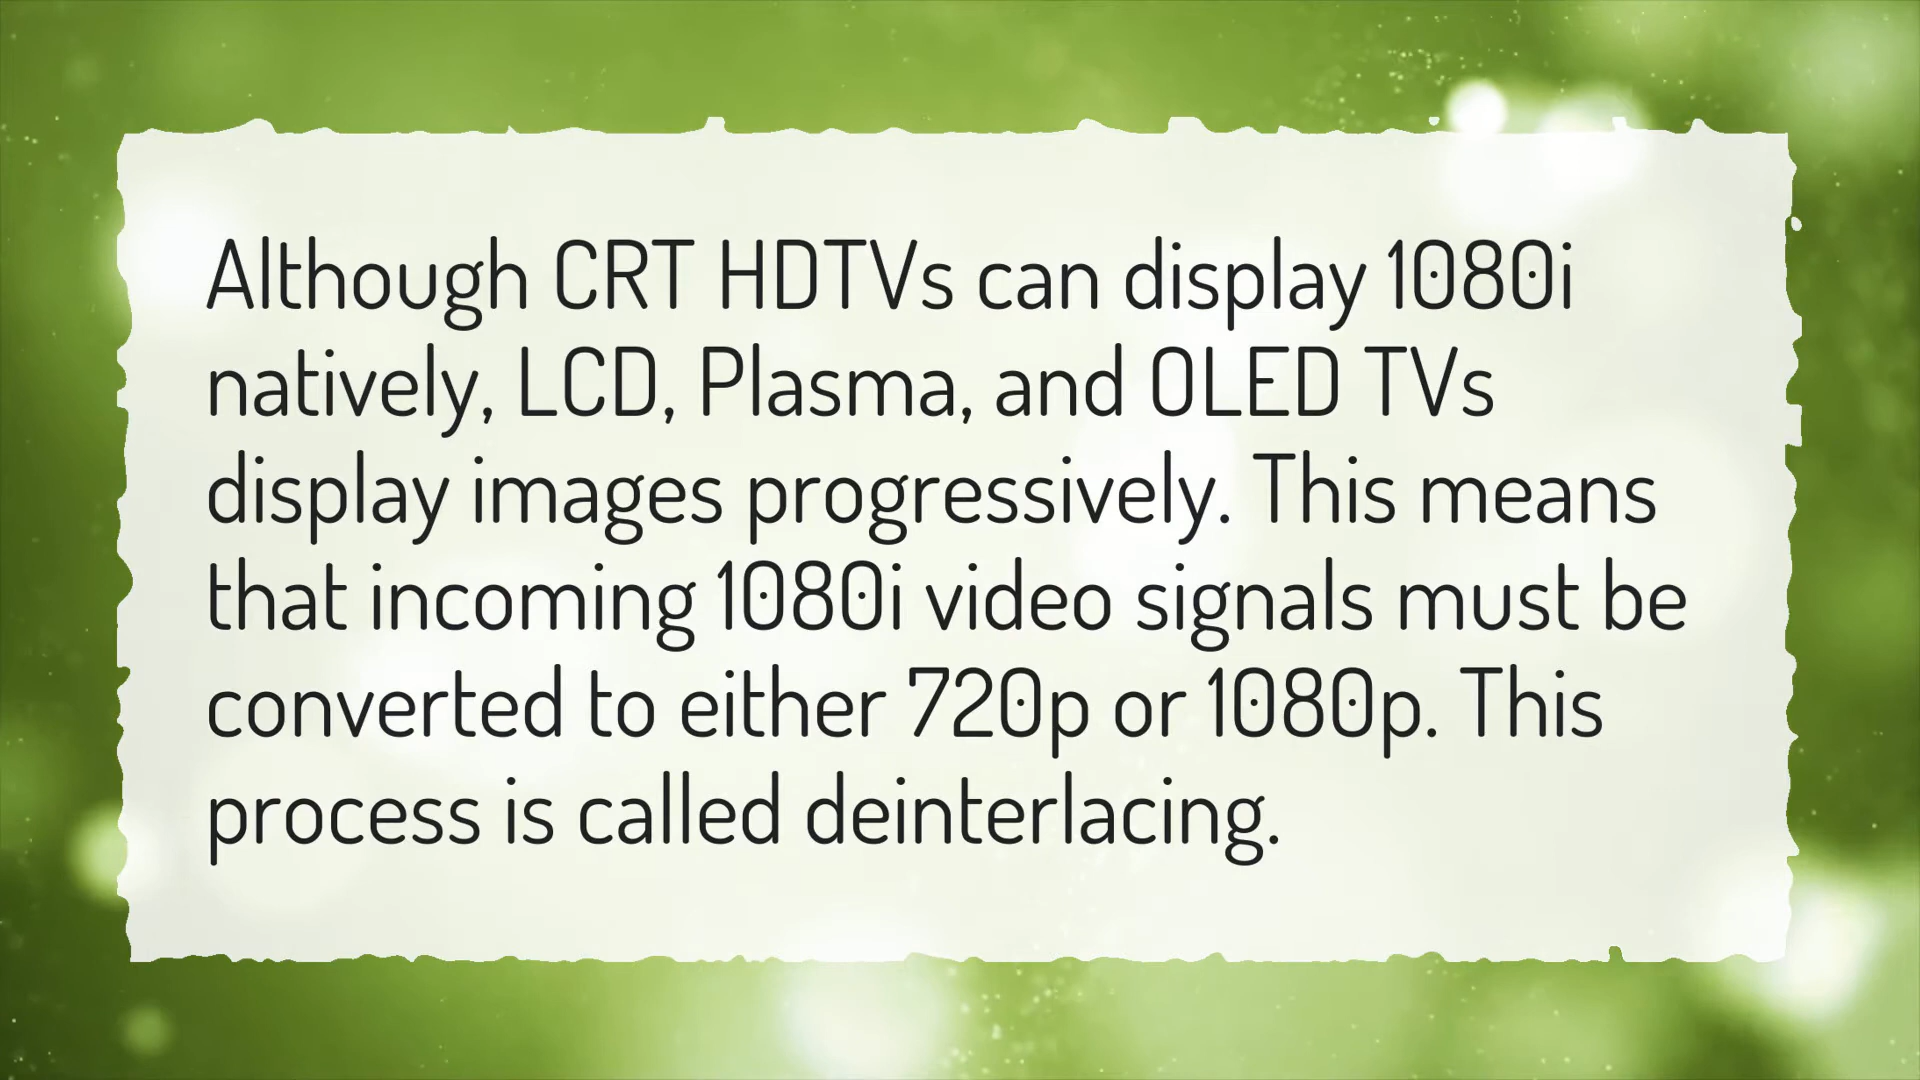 Although CRT HDTVs can display 1080i
natively, LCD, Plasma, and OLED TVs
display images progressively. This means
that incoming 1080i video signals must be
converted to either 720p or 1080p. This
process is called deinterlacing.